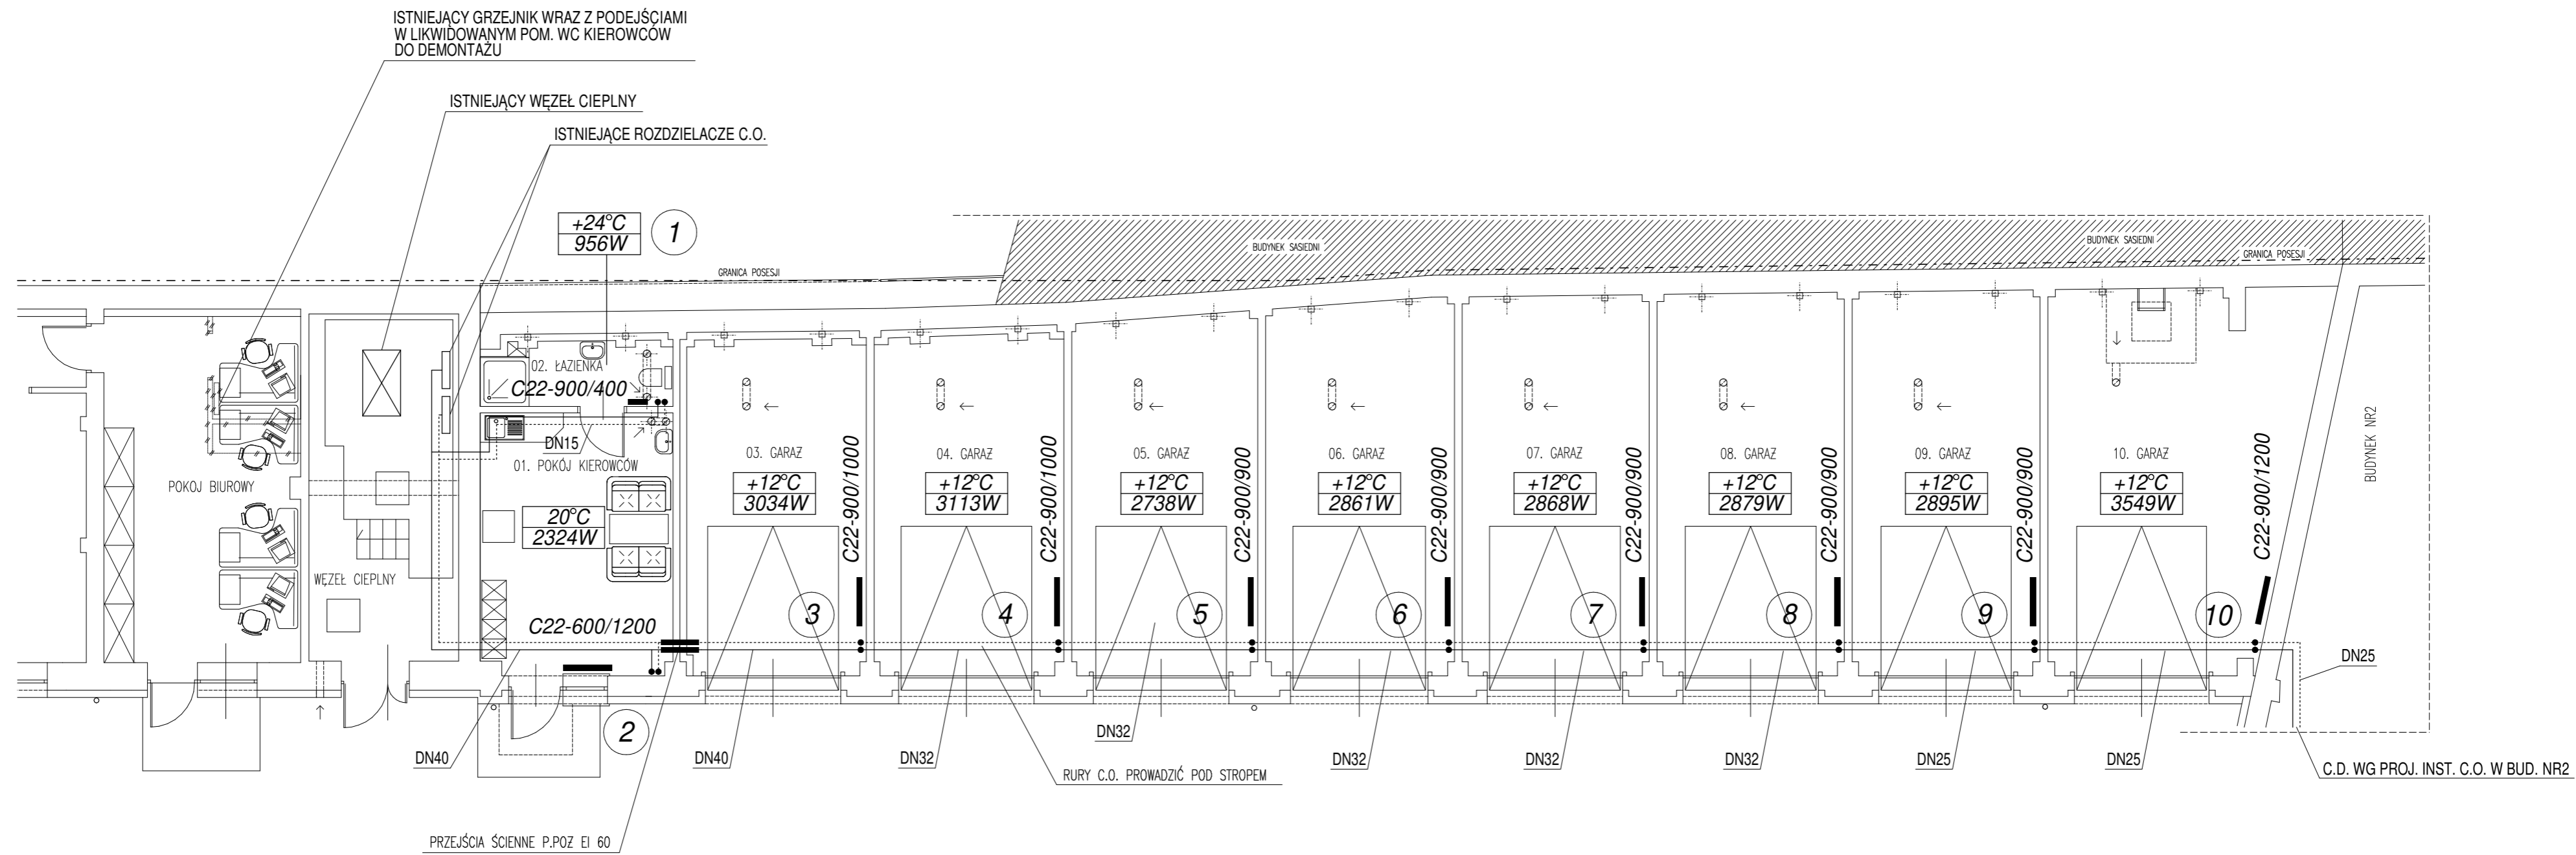 ISTNIEJĄCY GRZEJNIK WRAZ Z PODEJŚCIAMI
W LIKWIDOWANYM POM. WC KIEROWCÓW
DO DEMONTAŻU
ISTNIEJĄCY WĘZEŁ CIEPLNY
ISTNIEJĄCE ROZDZIELACZE C.O.
+24°C
956W
1
BUDYNEK SASIEDNI
BUDYNEK SASIEDNI
GRANICA POSESJI
GRANICA POSESJI
02. ŁAZIENKA
C22-900/400
DN15
01. POKÓJ KIEROWCÓW
20°C
2324W
C22-600/1200
POKÓJ BIUROWY
WĘZEŁ CIEPLNY
03. GARAŻ
+12°C
3034W
C22-900/1000
3
04. GARAŻ
+12°C
3113W
C22-900/1000
4
05. GARAŻ
+12°C
2738W
C22-900/900
5
06. GARAŻ
+12°C
2861W
C22-900/900
6
07. GARAŻ
+12°C
2868W
C22-900/900
7
08. GARAŻ
+12°C
2879W
C22-900/900
8
09. GARAŻ
+12°C
2895W
C22-900/900
9
10. GARAŻ
+12°C
3549W
C22-900/1200
10
BUDYNEK NR2
DN25
2
DN40
DN40
DN32
DN32
DN32
DN32
DN32
DN25
DN25
RURY C.O. PROWADZIĆ POD STROPEM
C.D. WG PROJ. INST. C.O. W BUD. NR2
PRZEJŚCIA ŚCIENNE P.POŻ EI 60